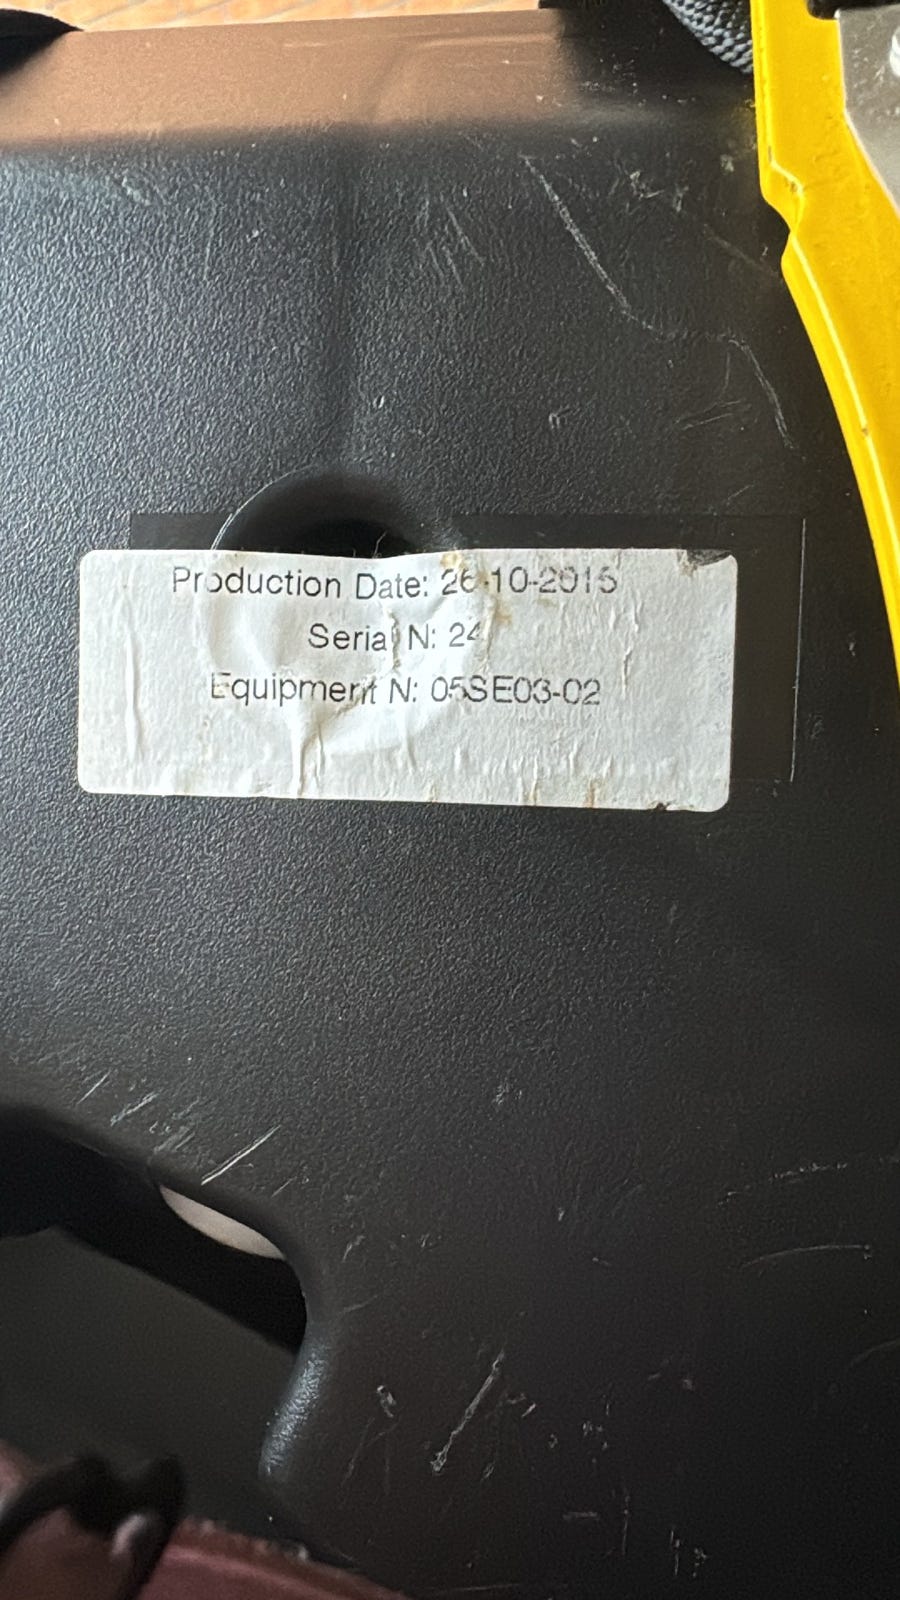 Production Date: 26-10-2015
Serial N: 24
Equipment N: 05SE03-02